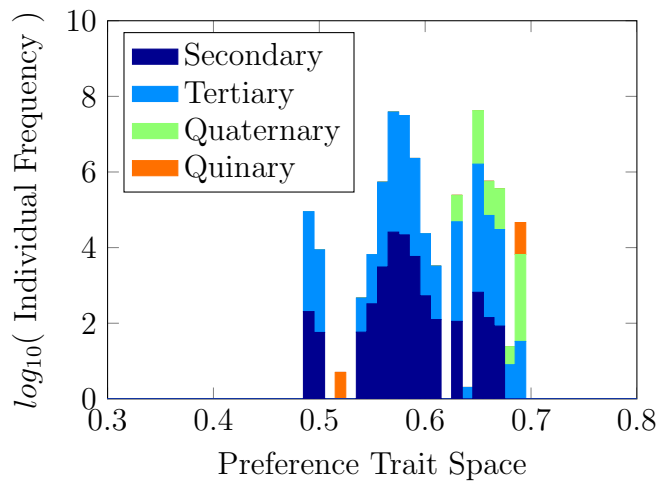 10
8
6
4
2
0
log10( Individual Frequency )
Secondary
Tertiary
Quaternary
Quinary
0.3 0.4 0.5 0.6 0.7 0.8
Preference Trait Space